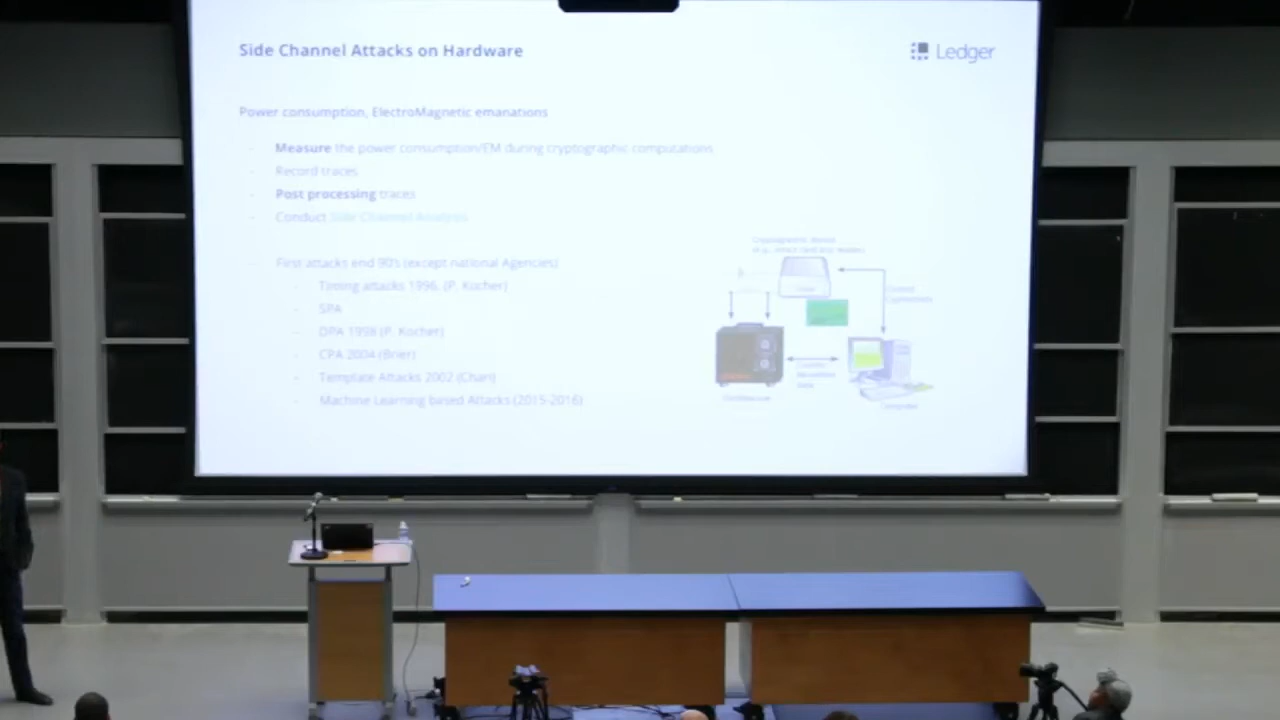 Side Channel Attacks on Hardware
Ledger
Power consumption, ElectroMagnetic emanations
- Measure the power consumption/EM during cryptographic computations
- Record traces
- Post processing traces
- Conduct Side Channel Analysis
- First attacks end 90's (except national Agencies)
- Timing attacks 1996, (P. Kocher)
- SPA
- DPA 1998 (P. Kocher)
- CPA 2004 (Brier)
- Template Attacks 2002 (Chari)
- Machine Learning based Attacks (2015-2016)
Computer